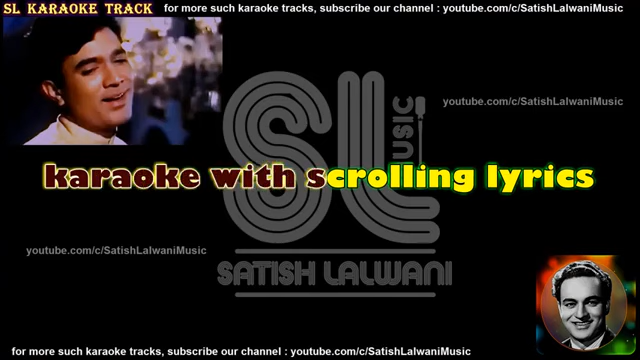 SL KARAOKE TRACK for more such karaoke tracks, subscribe our channel : youtube.com/c/SatishLalwaniMusic
youtube.com/c/SatishLalwaniMusic
SL MUSIC
karaoke with scrolling lyrics
youtube.com/c/SatishLalwaniMusic
SATISH LALWANI
for more such karaoke tracks, subscribe our channel : youtube.com/c/SatishLalwaniMusic